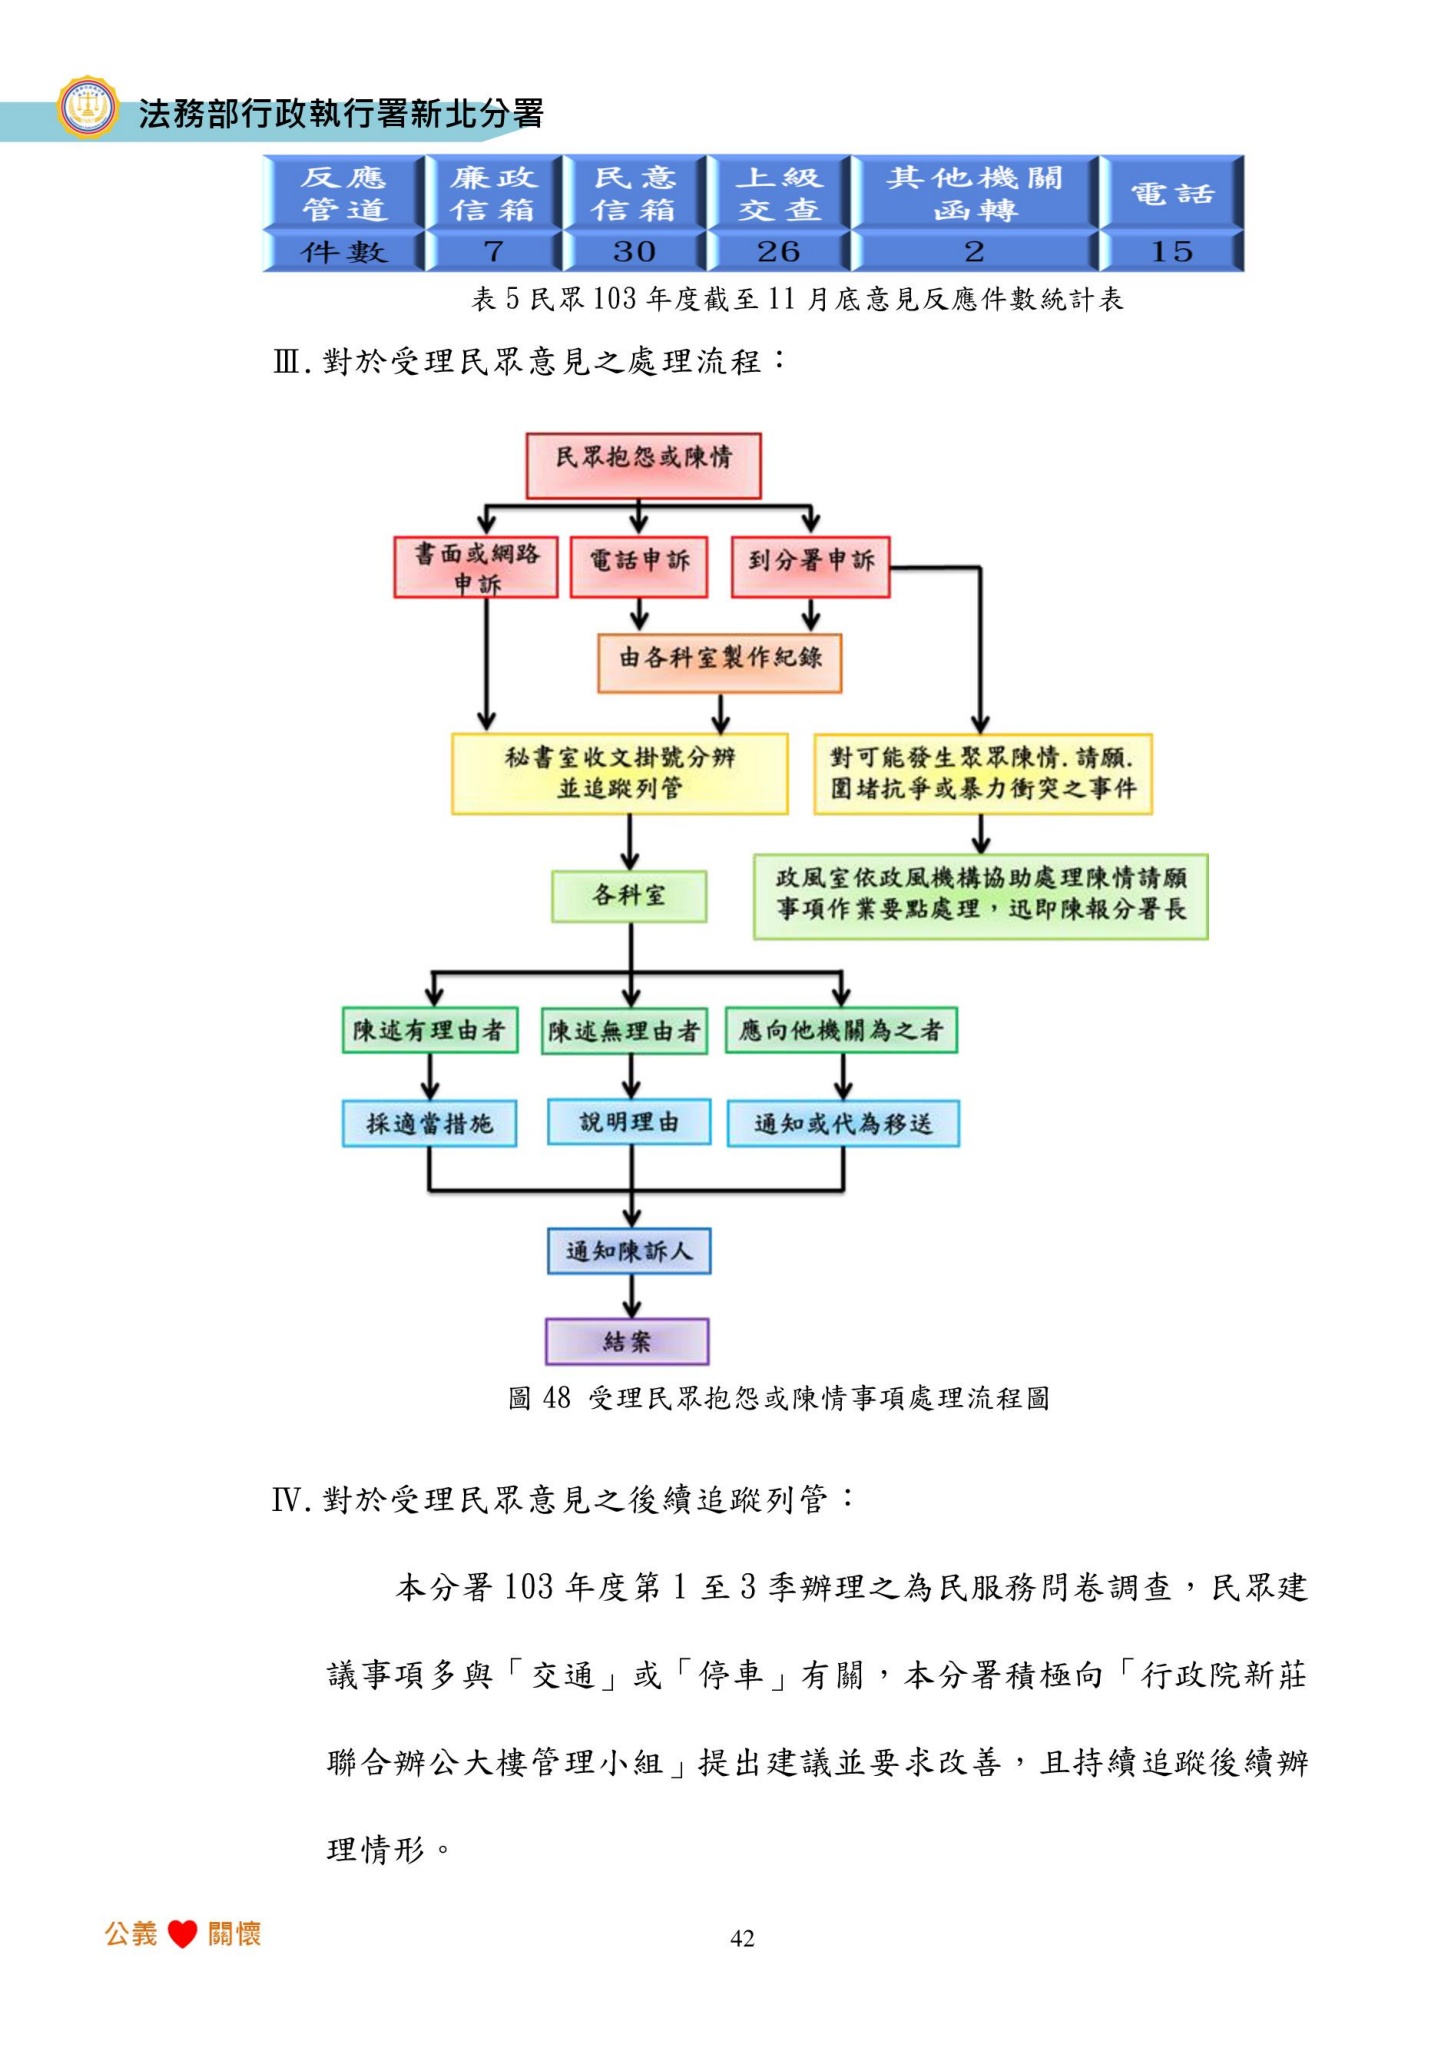 法務部行政執行署新北分署
反應管道 廉政信箱 民意信箱 上級交查 其他機關函轉 電話
件數 7 30 26 2 15
表 5 民眾 103 年度截至 11 月底意見反應件數統計表
Ⅲ. 對於受理民眾意見之處理流程：
民眾抱怨或陳情
書面或網路
申訴
電話申訴
到分署申訴
由各科室製作紀錄
秘書室收文掛號分辨
並追蹤列管
對可能發生聚眾陳情.請願.
圍堵抗爭或暴力衝突之事件
各科室
政風室依政風機構協助處理陳情請願
事項作業要點處理，迅即陳報分署長
陳述有理由者
陳述無理由者
應向他機關為之者
採適當措施
說明理由
通知或代為移送
通知陳訴人
結案
圖 48 受理民眾抱怨或陳情事項處理流程圖
Ⅳ. 對於受理民眾意見之後續追蹤列管：
本分署 103 年度第 1 至 3 季辦理之為民服務問卷調查，民眾建
議事項多與「交通」或「停車」有關，本分署積極向「行政院新莊
聯合辦公大樓管理小組」提出建議並要求改善，且持續追蹤後續辦
理情形。
公義 關懷
42